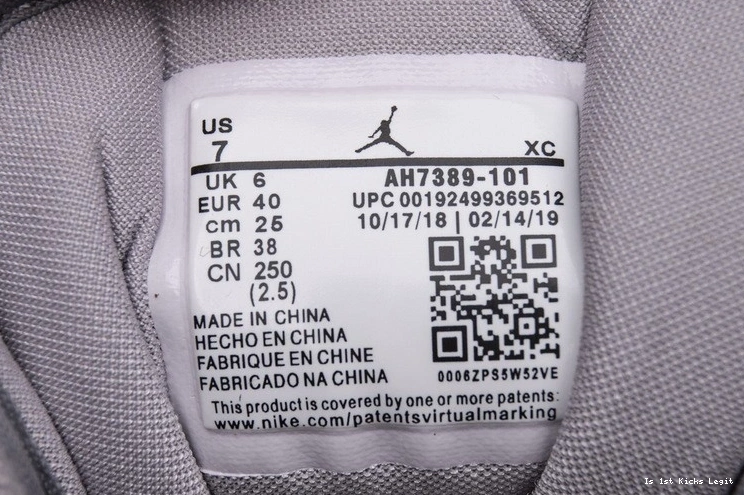 US
7 XC
UK 6 AH7389-101
EUR 40 UPC 00192499369512
cm 25 10/17/18 | 02/14/19
BR 38
CN 250
(2.5)
MADE IN CHINA
HECHO EN CHINA
FABRIQUE EN CHINE
FABRICADO NA CHINA
0006ZPS5W52VE
This product is covered by one or more patents
www.nike.com/patentsvirtualmarking
Is 1st Kicks Legit